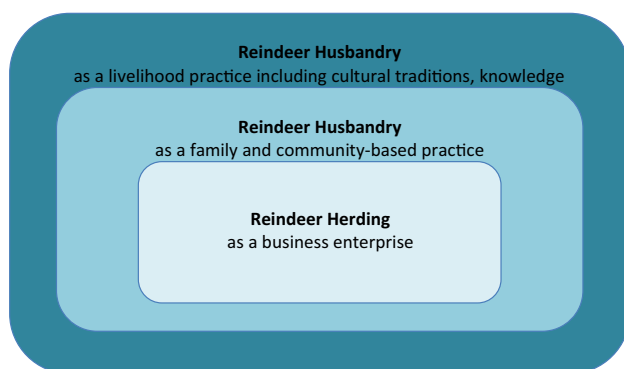 Reindeer Husbandry
as a livelihood practice including cultural traditions, knowledge
Reindeer Husbandry
as a family and community-based practice
Reindeer Herding
as a business enterprise